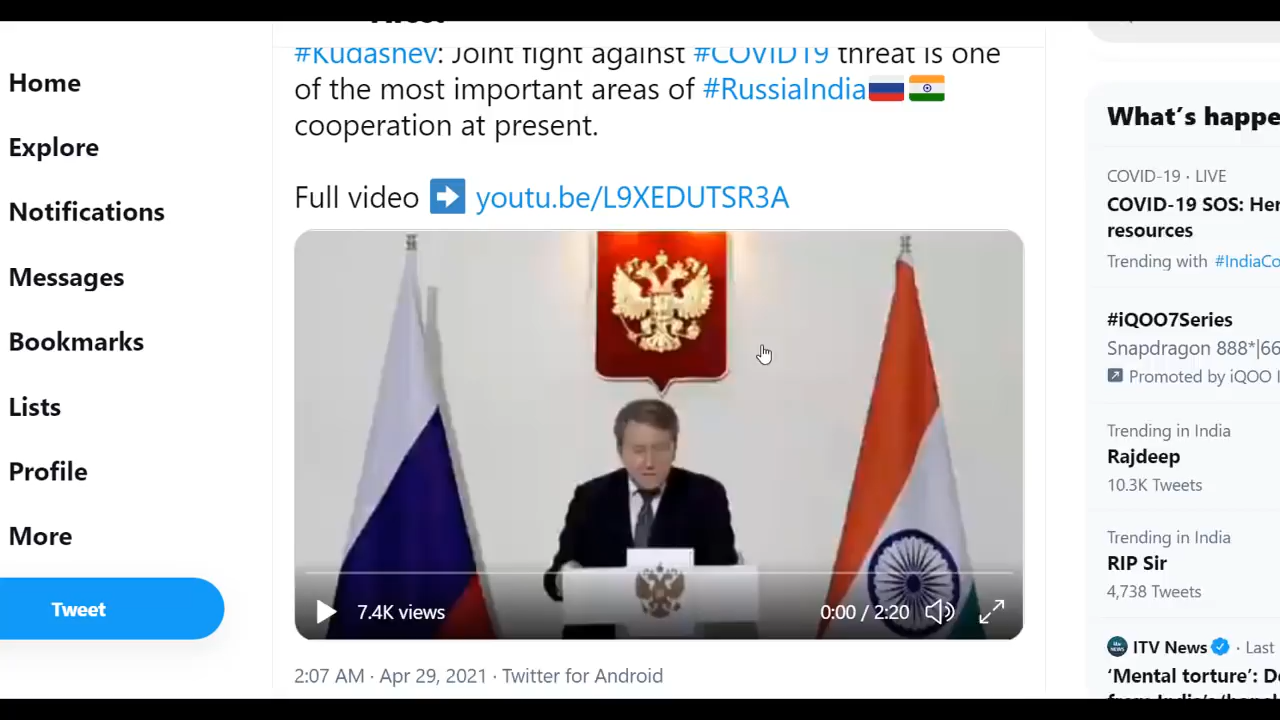 Home
Explore
Notifications
Messages
Bookmarks
Lists
Profile
More
Tweet
#Kudashev: Joint fight against #COVID19 threat is one
of the most important areas of #RussiaIndia
cooperation at present.
Full video youtu.be/L9XEDUTSR3A
7.4K views
0:00 / 2:20
2:07 AM · Apr 29, 2021 · Twitter for Android
What's happe
COVID-19 · LIVE
COVID-19 SOS: Her
resources
Trending with #IndiaCo
#iQOO7Series
Snapdragon 888*|66
Promoted by iQOO I
Trending in India
Rajdeep
10.3K Tweets
Trending in India
RIP Sir
4,738 Tweets
ITV News · Last
'Mental torture': De
from India's